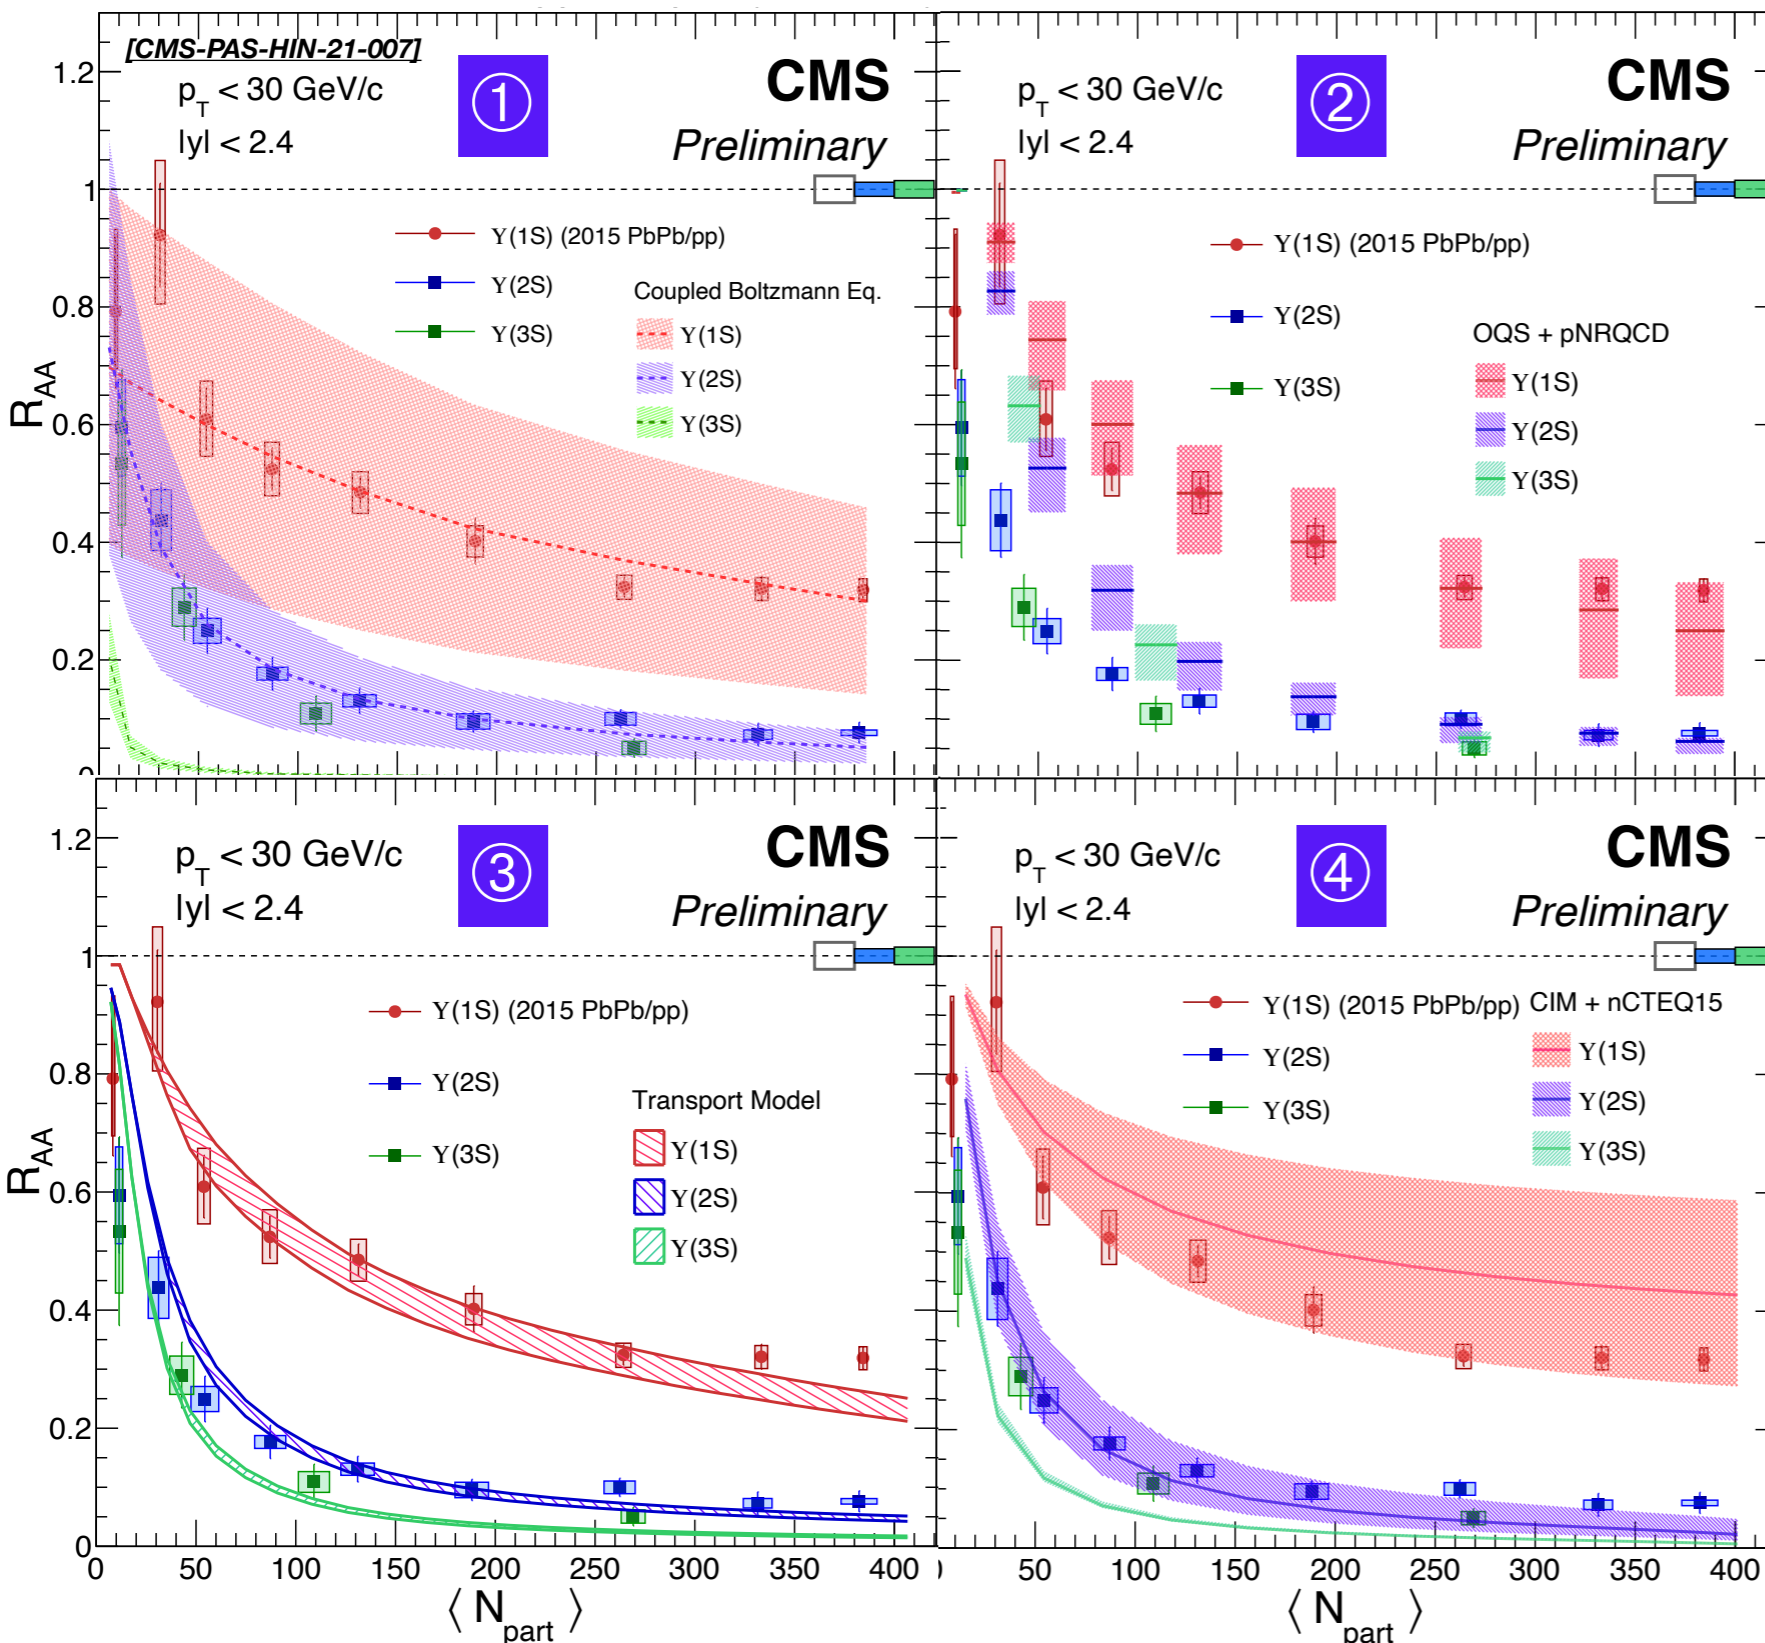 [CMS-PAS-HIN-21-007]
p_T < 30 GeV/c
|y| < 2.4
①
CMS
Preliminary
Υ(1S) (2015 PbPb/pp)
Υ(2S)
Υ(3S)
Coupled Boltzmann Eq.
Υ(1S)
Υ(2S)
Υ(3S)
R_AA
1.2
1
0.8
0.6
0.4
0.2
0
p_T < 30 GeV/c
|y| < 2.4
②
CMS
Preliminary
Υ(1S) (2015 PbPb/pp)
Υ(2S)
Υ(3S)
OQS + pNRQCD
Υ(1S)
Υ(2S)
Υ(3S)
p_T < 30 GeV/c
|y| < 2.4
③
CMS
Preliminary
Υ(1S) (2015 PbPb/pp)
Υ(2S)
Υ(3S)
Transport Model
Υ(1S)
Υ(2S)
Υ(3S)
R_AA
1.2
1
0.8
0.6
0.4
0.2
0
0 50 100 150 200 250 300 350 400
⟨ N_part ⟩
p_T < 30 GeV/c
|y| < 2.4
④
CMS
Preliminary
Υ(1S) (2015 PbPb/pp)
Υ(2S)
Υ(3S)
CIM + nCTEQ15
Υ(1S)
Υ(2S)
Υ(3S)
50 100 150 200 250 300 350 400
⟨ N_part ⟩